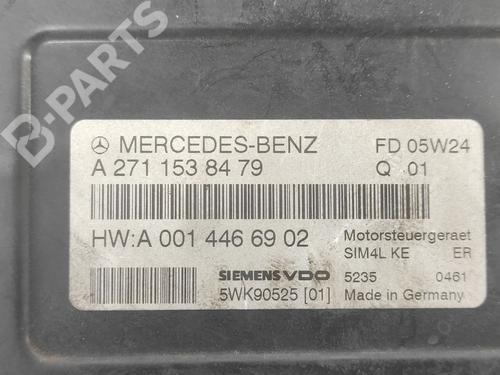 B-PARTS
MERCEDES-BENZ FD 05W24
A 271 153 84 79 Q 01
HW:A 001 446 69 02 Motorsteuergeraet
SIM4L KE ER
SIEMENS VDO 5235 0461
5WK90525 [01] Made in Germany